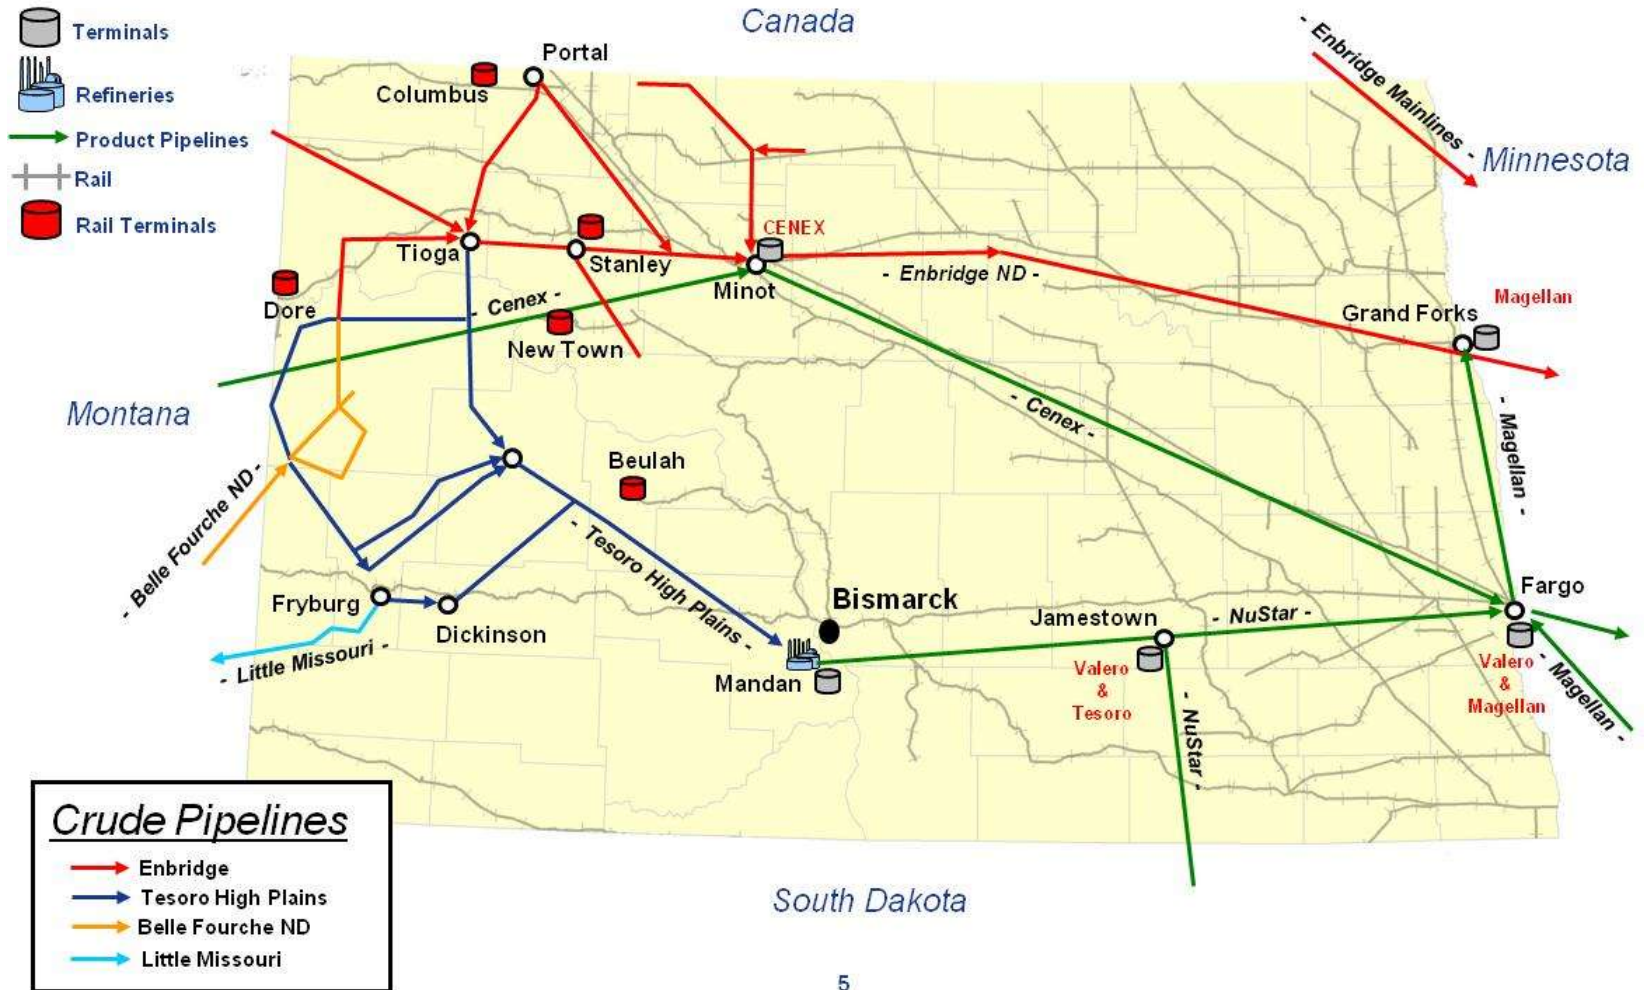 Canada
Terminals
Refineries
Product Pipelines
Rail
Rail Terminals
Portal
Columbus
- Enbridge Mainlines -
Minnesota
Tioga
Stanley
CENEX
Minot
- Enbridge ND -
Magellan
Grand Forks
Dore
- Cenex -
New Town
Montana
- Cenex -
- Magellan -
Beulah
- Belle Fourche ND -
- Tesoro High Plains -
Fargo
Fryburg
Dickinson
Bismarck
Jamestown
- NuStar -
- Little Missouri -
Mandan
Valero
&
Tesoro
- NuStar -
Valero
&
Magellan
- Magellan -
Crude Pipelines
Enbridge
Tesoro High Plains
Belle Fourche ND
Little Missouri
South Dakota
5